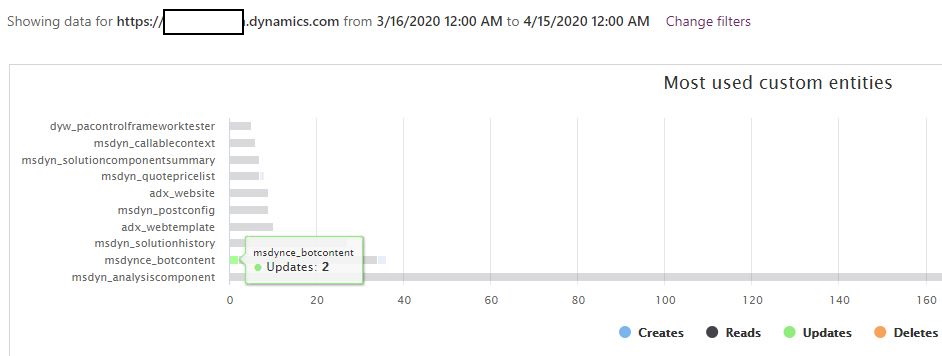 Showing data for https:// .dynamics.com from 3/16/2020 12:00 AM to 4/15/2020 12:00 AM Change filters
Most used custom entities
dyw_pacontrolframeworktester
msdyn_callablecontext
msdyn_solutioncomponentsummary
msdyn_quotepricelist
adx_website
msdyn_postconfig
adx_webtemplate
msdyn_solutionhistory
msdynce_botcontent
msdyn_analysiscomponent
msdynce_botcontent
Updates: 2
0 20 40 60 80 100 120 140 160
Creates Reads Updates Deletes